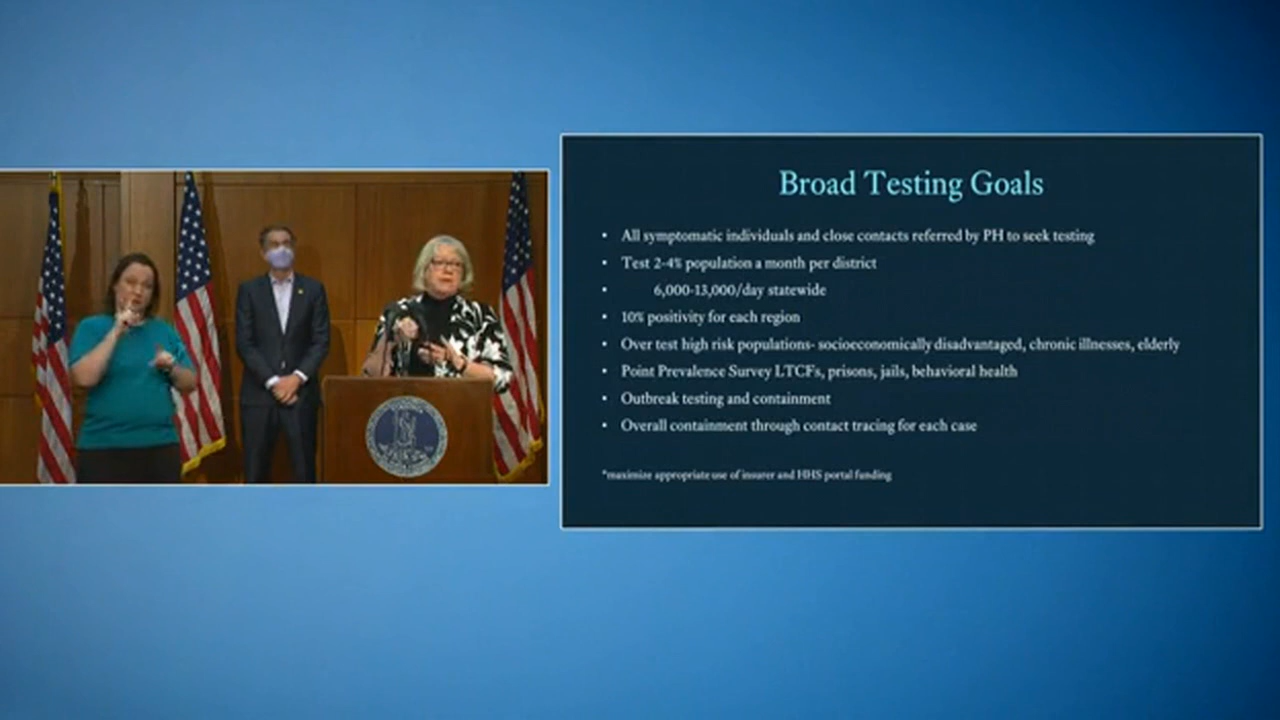 Broad Testing Goals
• All symptomatic individuals and close contacts referred by PH to seek testing
• Test 2-4% population a month per district
• 6,000-13,000/day statewide
• 10% positivity for each region
• Over test high risk populations- socioeconomically disadvantaged, chronic illnesses, elderly
• Point Prevalence Survey LTCFs, prisons, jails, behavioral health
• Outbreak testing and containment
• Overall containment through contact tracing for each case
*maximize appropriate use of insurer and HHS portal funding